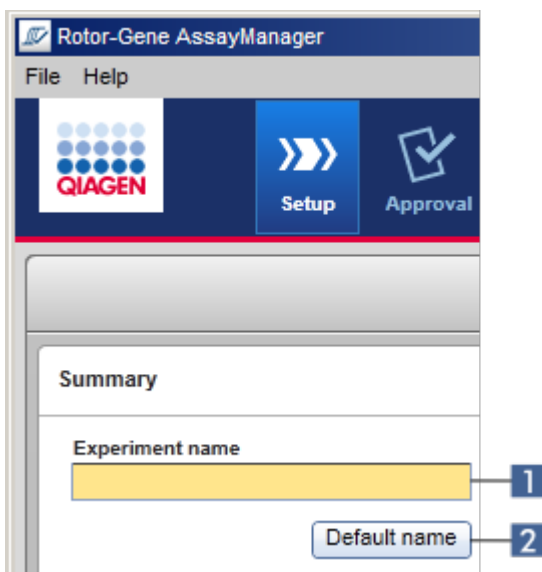 Rotor-Gene AssayManager
File Help
QIAGEN
Setup
Approval
Summary
Experiment name
1
Default name
2